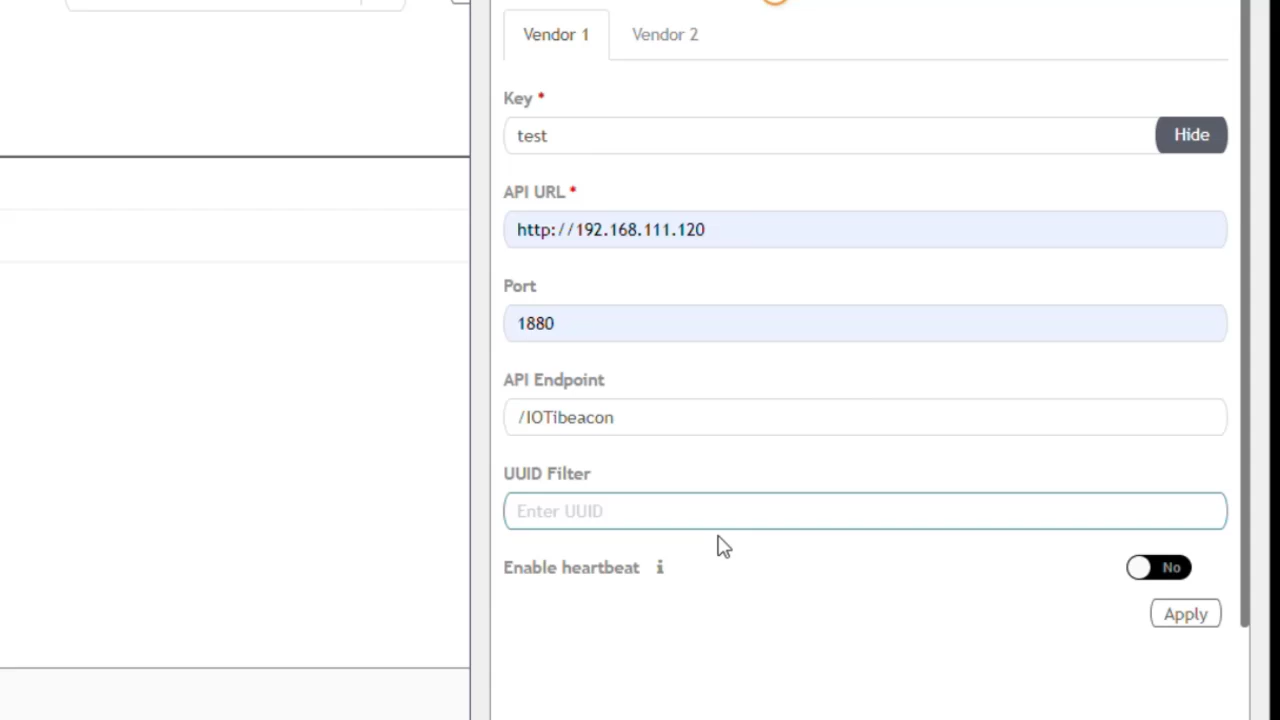 Vendor 1 Vendor 2
Key *
test Hide
API URL *
http://192.168.111.120
Port
1880
API Endpoint
/IOTibeacon
UUID Filter
Enter UUID
Enable heartbeat i No
Apply